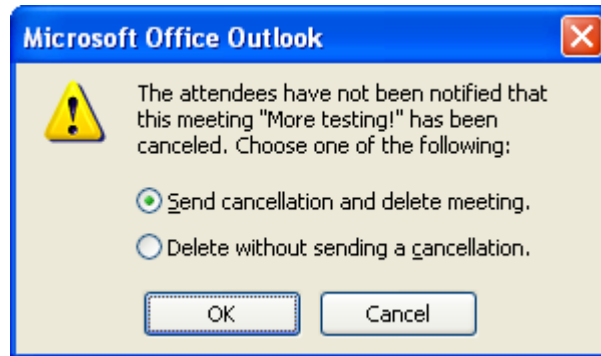 Microsoft Office Outlook
The attendees have not been notified that
this meeting "More testing!" has been
canceled. Choose one of the following:
Send cancellation and delete meeting.
Delete without sending a cancellation.
OK
Cancel